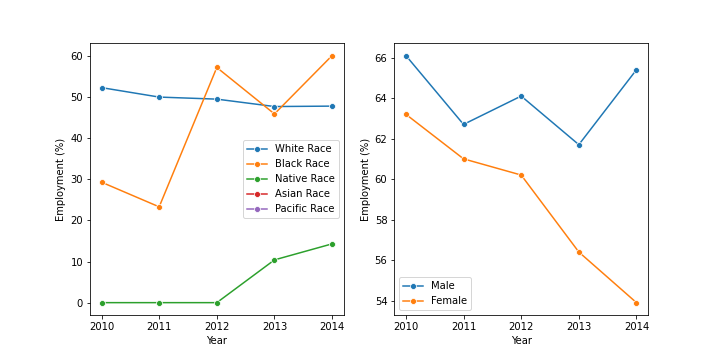 60
50
40
30
20
10
0
Employment (%)
White Race
Black Race
Native Race
Asian Race
Pacific Race
2010 2011 2012 2013 2014
Year
66
64
62
60
58
56
54
Employment (%)
Male
Female
2010 2011 2012 2013 2014
Year